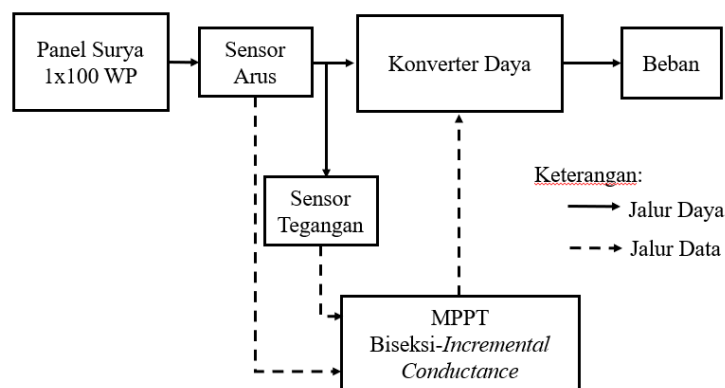 Panel Surya
1x100 WP
Sensor
Arus
Konverter Daya
Beban
Sensor
Tegangan
Keterangan:
Jalur Daya
Jalur Data
MPPT
Biseksi-Incremental
Conductance